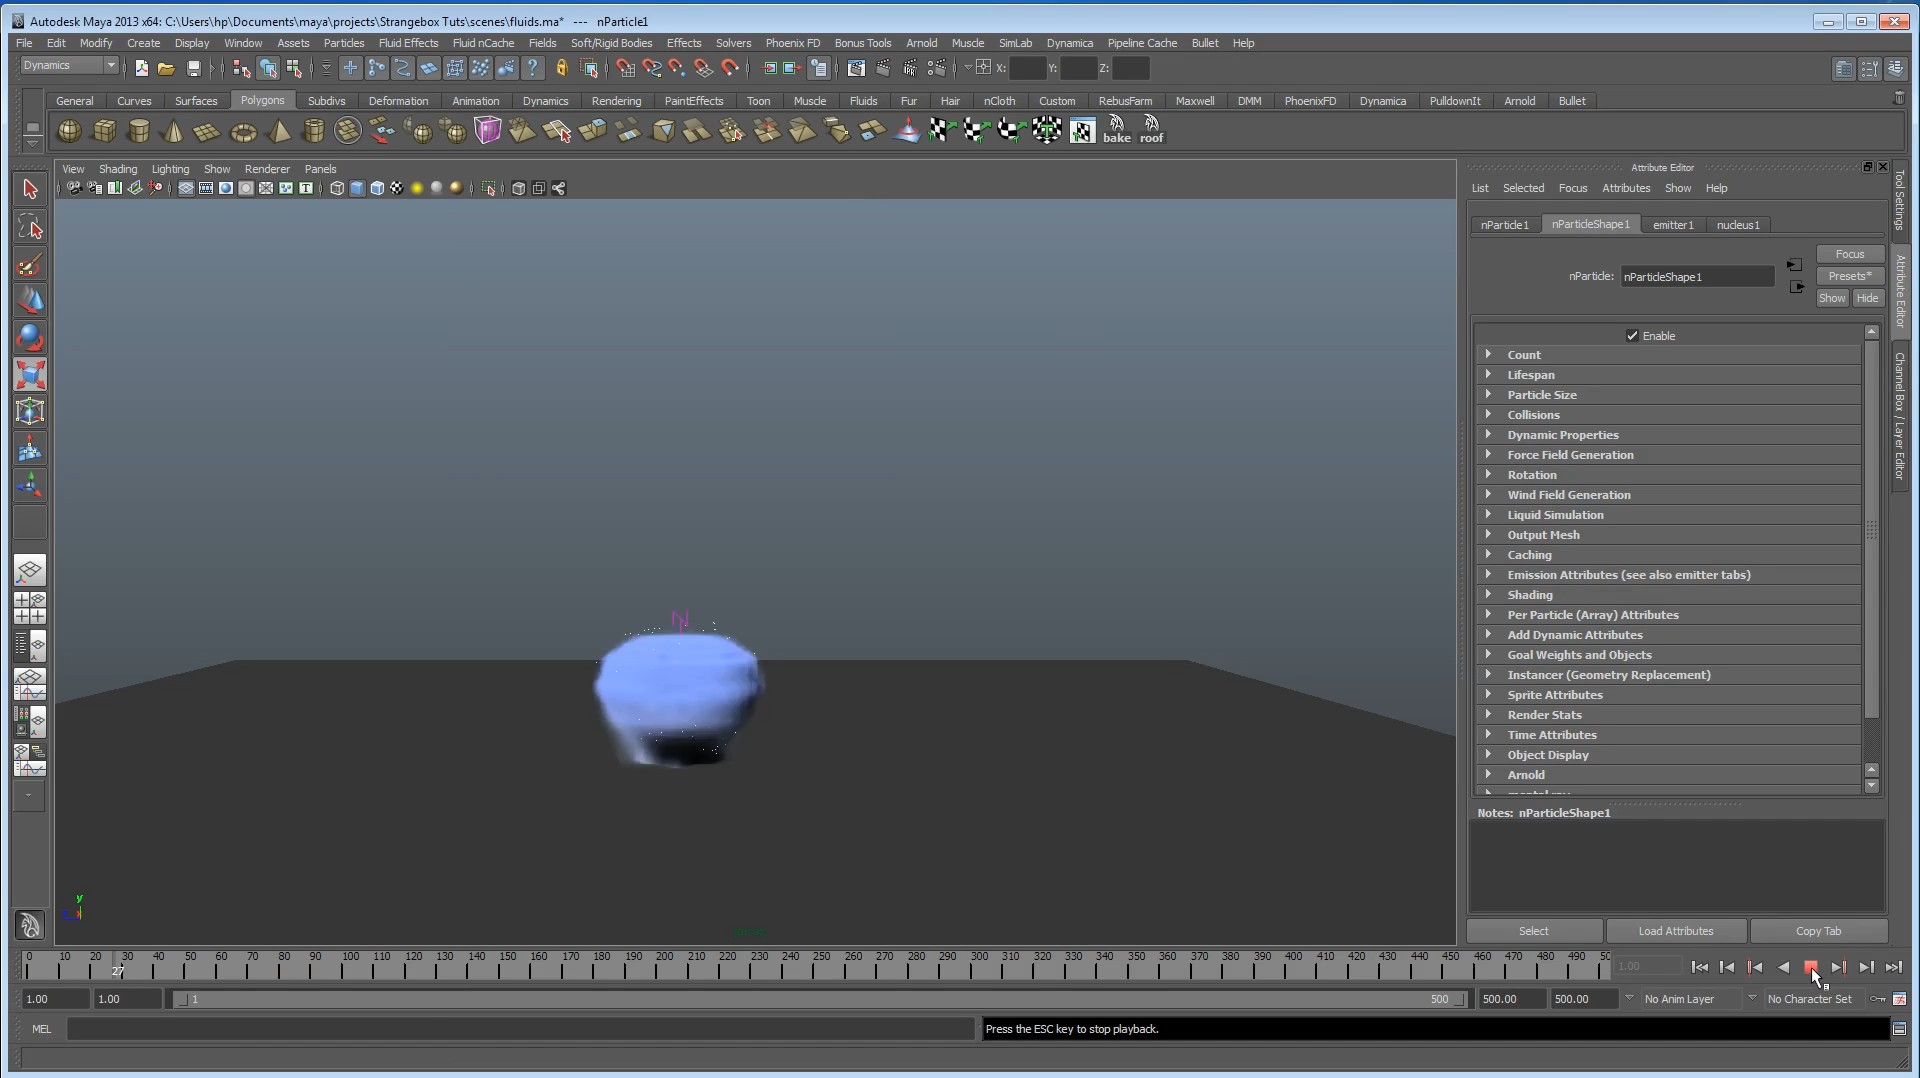 Autodesk Maya 2013 x64: C:\Users\hp\Documents\maya\projects\Strangebox Tuts\scenes\fluids.ma* --- nParticle1
File Edit Modify Create Display Window Assets Particles Fluid Effects Fluid nCache Fields Soft/Rigid Bodies Effects Solvers Phoenix FD Bonus Tools Arnold Muscle SimLab Dynamica Pipeline Cache Bullet Help
Dynamics X: Y: Z:
General Curves Surfaces Polygons Subdivs Deformation Animation Dynamics Rendering PaintEffects Toon Muscle Fluids Fur Hair nCloth Custom RebusFarm Maxwell DMM PhoenixFD Dynamica PulldownIt Arnold Bullet
bake roof
View Shading Lighting Show Renderer Panels
Attribute Editor
List Selected Focus Attributes Show Help
nParticle1 nParticleShape1 emitter1 nucleus1
Focus
nParticle: nParticleShape1 Presets*
Show Hide
Enable
Count
Lifespan
Particle Size
Collisions
Dynamic Properties
Force Field Generation
Rotation
Wind Field Generation
Liquid Simulation
Output Mesh
Caching
Emission Attributes (see also emitter tabs)
Shading
Per Particle (Array) Attributes
Add Dynamic Attributes
Goal Weights and Objects
Instancer (Geometry Replacement)
Sprite Attributes
Render Stats
Time Attributes
Object Display
Arnold
Notes: nParticleShape1
Select Load Attributes Copy Tab
Tool Settings
Attribute Editor
Channel Box / Layer Editor
N
y
0 10 20 30 40 50 60 70 80 90 100 110 120 130 140 150 160 170 180 190 200 210 220 230 240 250 260 270 280 290 300 310 320 330 340 350 360 370 380 390 400 410 420 430 440 450 460 470 480 490 50
27
1.00
1.00 1.00 1 500 500.00 500.00 No Anim Layer No Character Set
MEL Press the ESC key to stop playback.